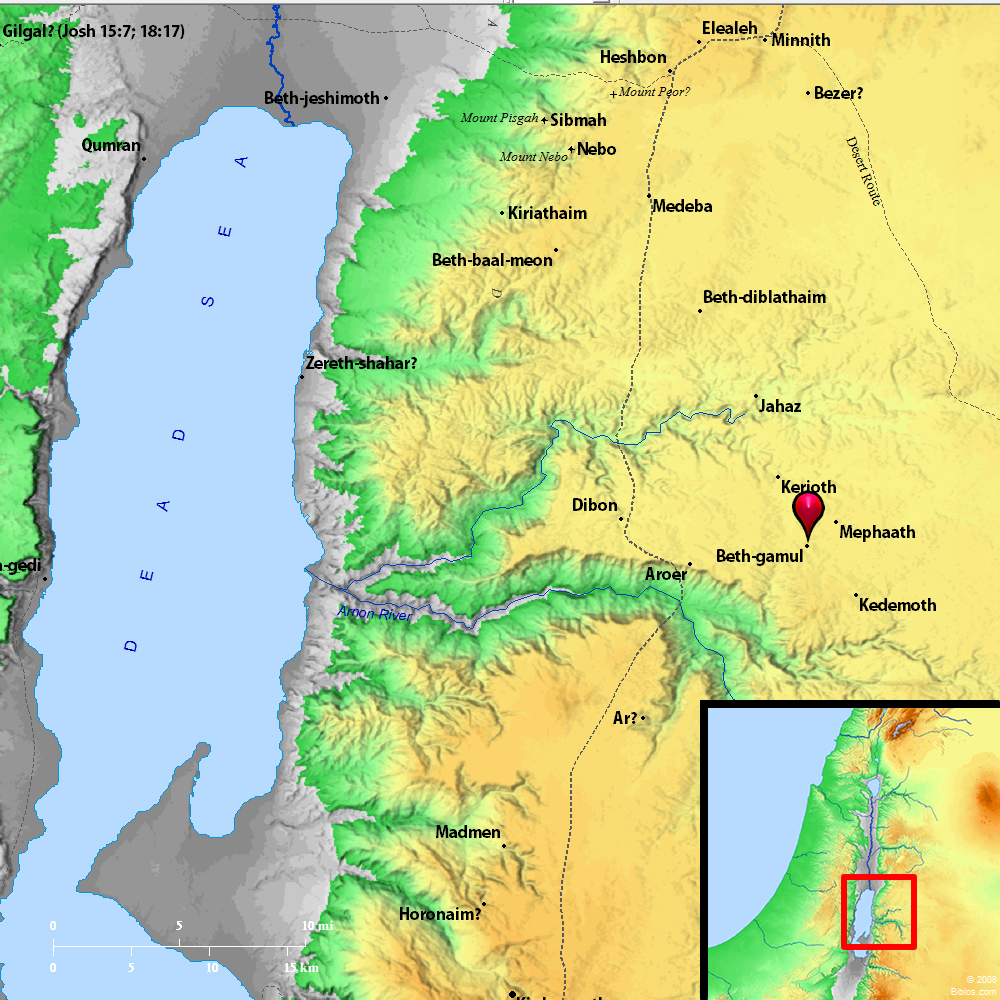 Gilgal? (Josh 15:7; 18:17)
A
Elealeh
Minnith
Heshbon
Mount Peor?
Bezer?
Beth-jeshimoth
Mount Pisgah
Sibmah
Qumran
Mount Nebo
Nebo
Desert Route
Kiriathaim
Medeba
Beth-baal-meon
D
Beth-diblathaim
Zereth-shahar?
Jahaz
DEAD SEA
Kerioth
Dibon
Mephaath
Beth-gamul
-gedi
Aroer
Kedemoth
Arnon River
Ar?
Madmen
Horonaim?
0 5 10 mi
0 5 10 15 km
© 2008
Biblos.com